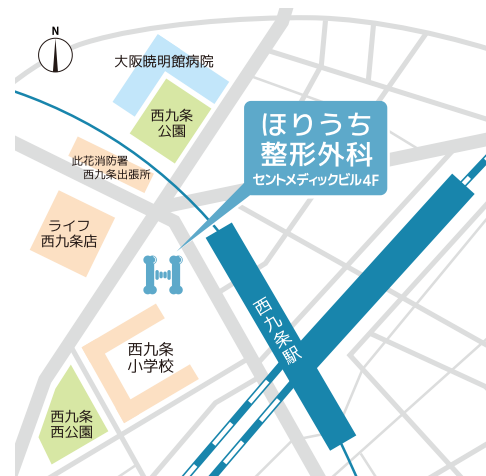 N
大阪暁明館病院
西九条
公園
ほりうち
整形外科
セントメディックビル4F
此花消防署
西九条出張所
ライフ
西九条店
西九条駅
西九条
小学校
西九条
西公園